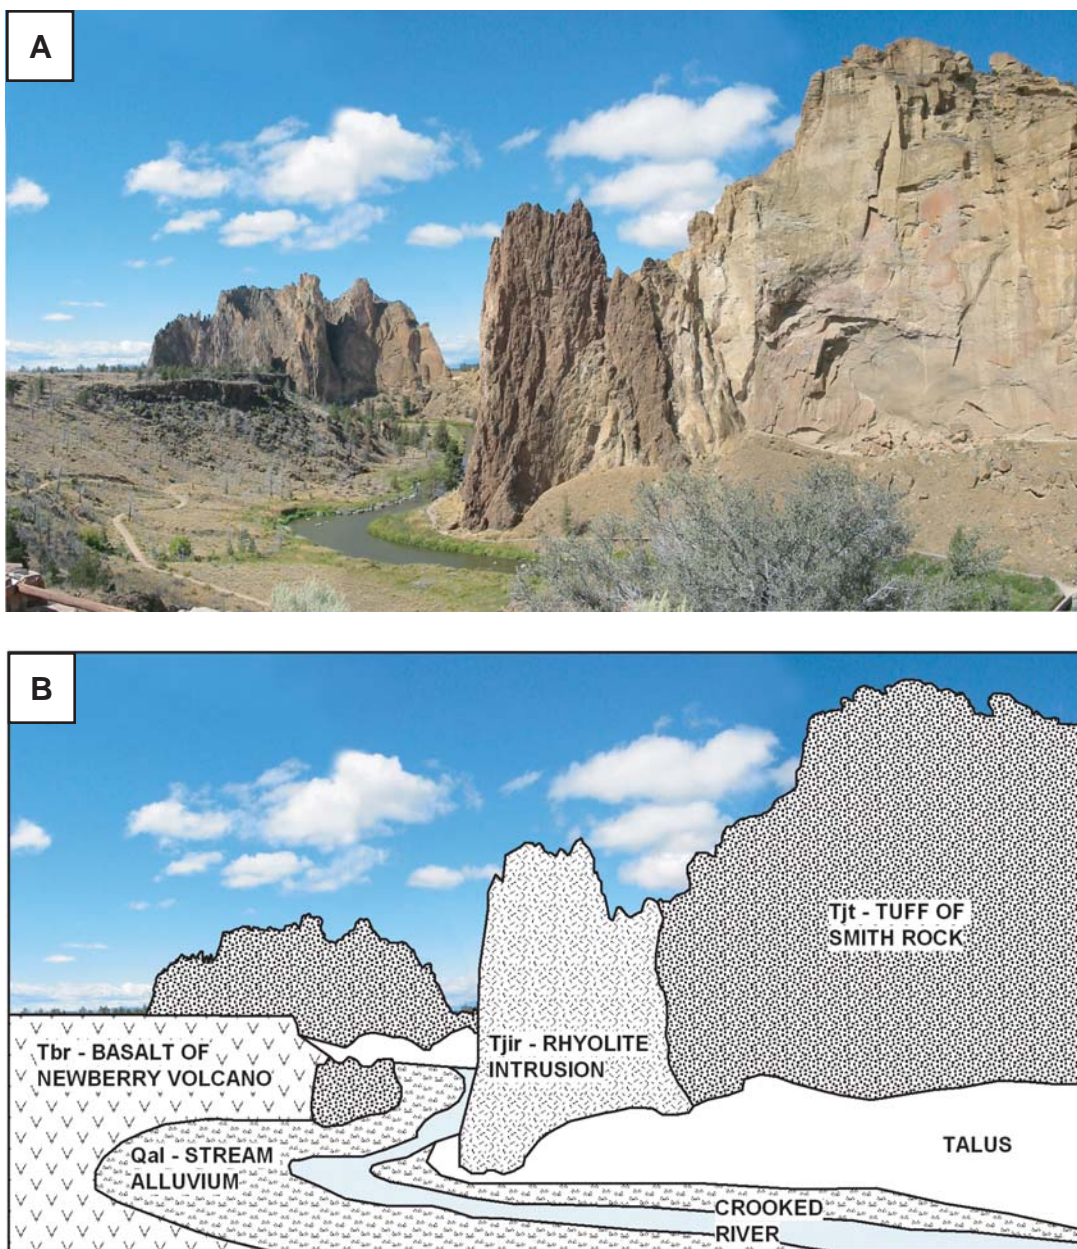 A
B
Tjt - TUFF OF
SMITH ROCK
Tbr - BASALT OF
NEWBERRY VOLCANO
Tjir - RHYOLITE
INTRUSION
Qal - STREAM
ALLUVIUM
TALUS
CROOKED
RIVER